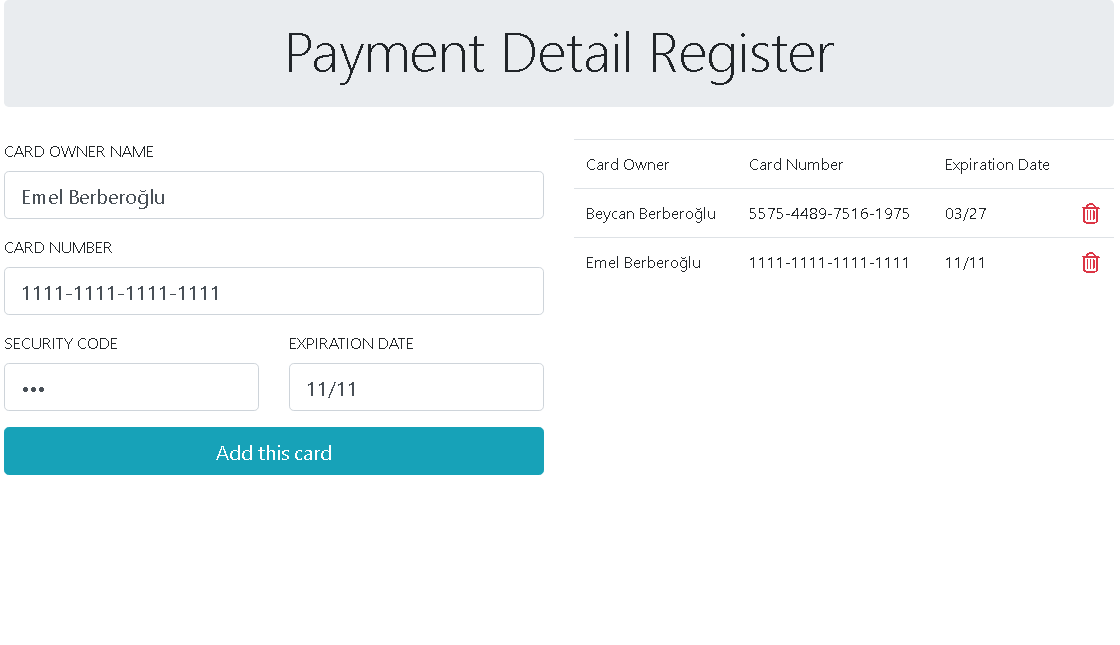 Payment Detail Register
CARD OWNER NAME
Emel Berberoğlu
CARD NUMBER
1111-1111-1111-1111
SECURITY CODE
•••
EXPIRATION DATE
11/11
Add this card
Card Owner Card Number Expiration Date
Beycan Berberoğlu 5575-4489-7516-1975 03/27
Emel Berberoğlu 1111-1111-1111-1111 11/11